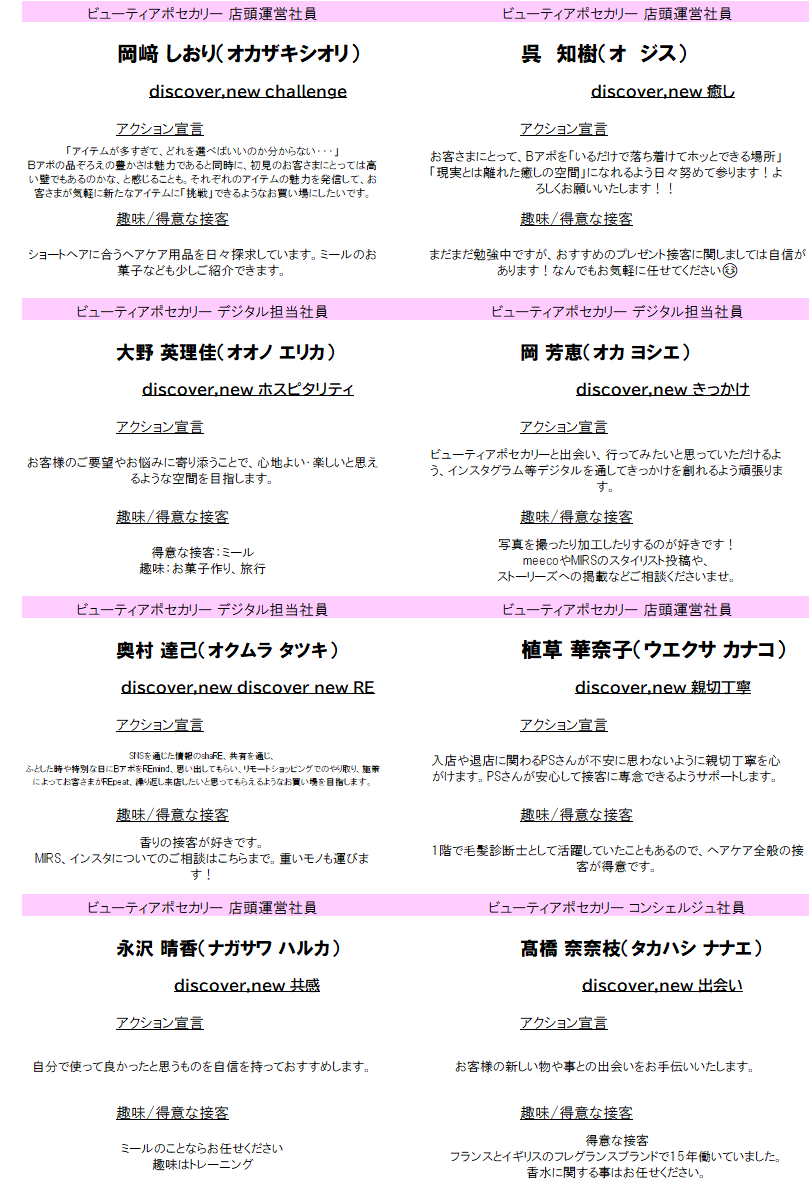 ビューティアポセカリー 店頭運営社員
岡﨑 しおり（オカザキシオリ）
discover,new challenge
アクション宣言
「アイテムが多すぎて、どれを選べばいいのか分からない・・・」
Bアポの品ぞろえの豊かさは魅力であると同時に、初見のお客さまにとっては高
い壁でもあるのかな、と感じることも。それぞれのアイテムの魅力を発信して、お
客さまが気軽に新たなアイテムに「挑戦」できるようなお買い場にしたいです。
趣味/得意な接客
ショートヘアに合うヘアケア用品を日々探求しています。ミールのお
菓子なども少しご紹介できます。
ビューティアポセカリー 店頭運営社員
呉 知樹（オ ジス）
discover,new 癒し
アクション宣言
お客さまにとって、Bアポを「いるだけで落ち着けてホッとできる場所」
「現実とは離れた癒しの空間」になれるよう日々努めて参ります！よ
ろしくお願いいたします！！
趣味/得意な接客
まだまだ勉強中ですが、おすすめのプレゼント接客に関しましては自信が
あります！なんでもお気軽に任せてください
ビューティアポセカリー デジタル担当社員
大野 英理佳（オオノ エリカ）
discover,new ホスピタリティ
アクション宣言
お客様のご要望やお悩みに寄り添うことで、心地よい・楽しいと思え
るような空間を目指します。
趣味/得意な接客
得意な接客：ミール
趣味：お菓子作り、旅行
ビューティアポセカリー デジタル担当社員
岡 芳恵（オカ ヨシエ）
discover,new きっかけ
アクション宣言
ビューティアポセカリーと出会い、行ってみたいと思っていただけるよ
う、インスタグラム等デジタルを通してきっかけを創れるよう頑張りま
す。
趣味/得意な接客
写真を撮ったり加工したりするのが好きです！
meecoやMIRSのスタイリスト投稿や、
ストーリーズへの掲載などご相談くださいませ。
ビューティアポセカリー デジタル担当社員
奥村 達己（オクムラ タツキ）
discover,new discover new RE
アクション宣言
SNSを通じた情報のshaRE、共有を通じ、
ふとした時や特別な日にBアポをREmind、思い出してもらい、リモートショッピングでのやり取り、施策
によってお客さまがREpeat、繰り返し来店したいと思ってもらえるようなお買い場を目指します。
趣味/得意な接客
香りの接客が好きです。
MIRS、インスタについてのご相談はこちらまで。重いモノも運びま
す！
ビューティアポセカリー 店頭運営社員
植草 華奈子（ウエクサ カナコ）
discover,new 親切丁寧
アクション宣言
入店や退店に関わるPSさんが不安に思わないように親切丁寧を心
がけます。PSさんが安心して接客に専念できるようサポートします。
趣味/得意な接客
1階で毛髪診断士として活躍していたこともあるので、ヘアケア全般の接
客が得意です。
ビューティアポセカリー 店頭運営社員
永沢 晴香（ナガサワ ハルカ）
discover,new 共感
アクション宣言
自分で使って良かったと思うものを自信を持っておすすめします。
趣味/得意な接客
ミールのことならお任せください
趣味はトレーニング
ビューティアポセカリー コンシェルジュ社員
髙橋 奈奈枝（タカハシ ナナエ）
discover,new 出会い
アクション宣言
お客様の新しい物や事との出会いをお手伝いいたします。
趣味/得意な接客
得意な接客
フランスとイギリスのフレグランスブランドで15年働いていました。
香水に関する事はお任せください。